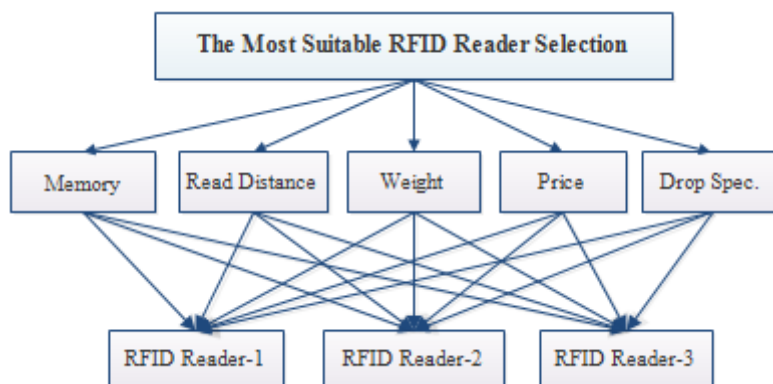 The Most Suitable RFID Reader Selection
Memory
Read Distance
Weight
Price
Drop Spec.
RFID Reader-1
RFID Reader-2
RFID Reader-3